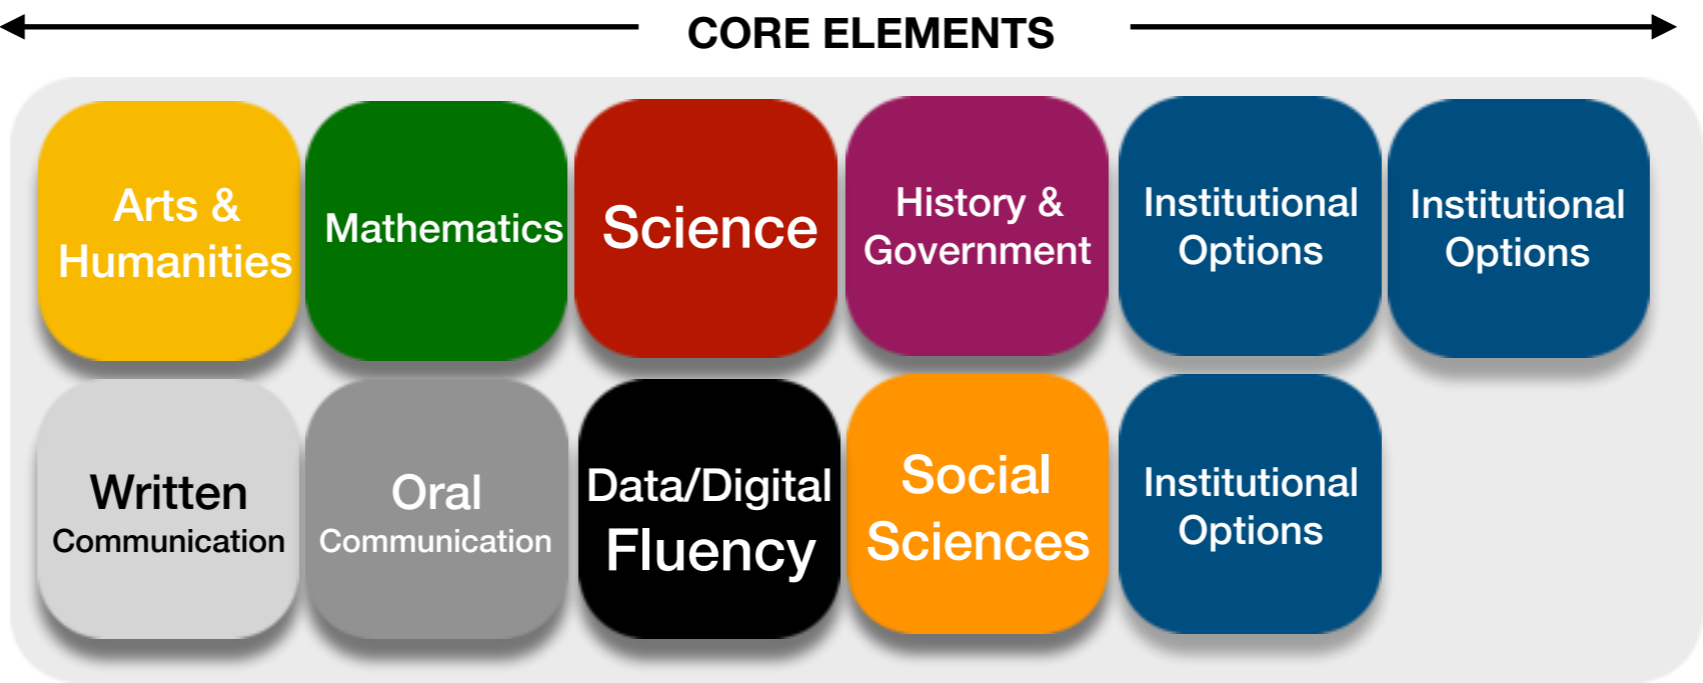 CORE ELEMENTS
Arts &
Humanities
Mathematics
Science
History &
Government
Institutional
Options
Institutional
Options
Written
Communication
Oral
Communication
Data/Digital
Fluency
Social
Sciences
Institutional
Options